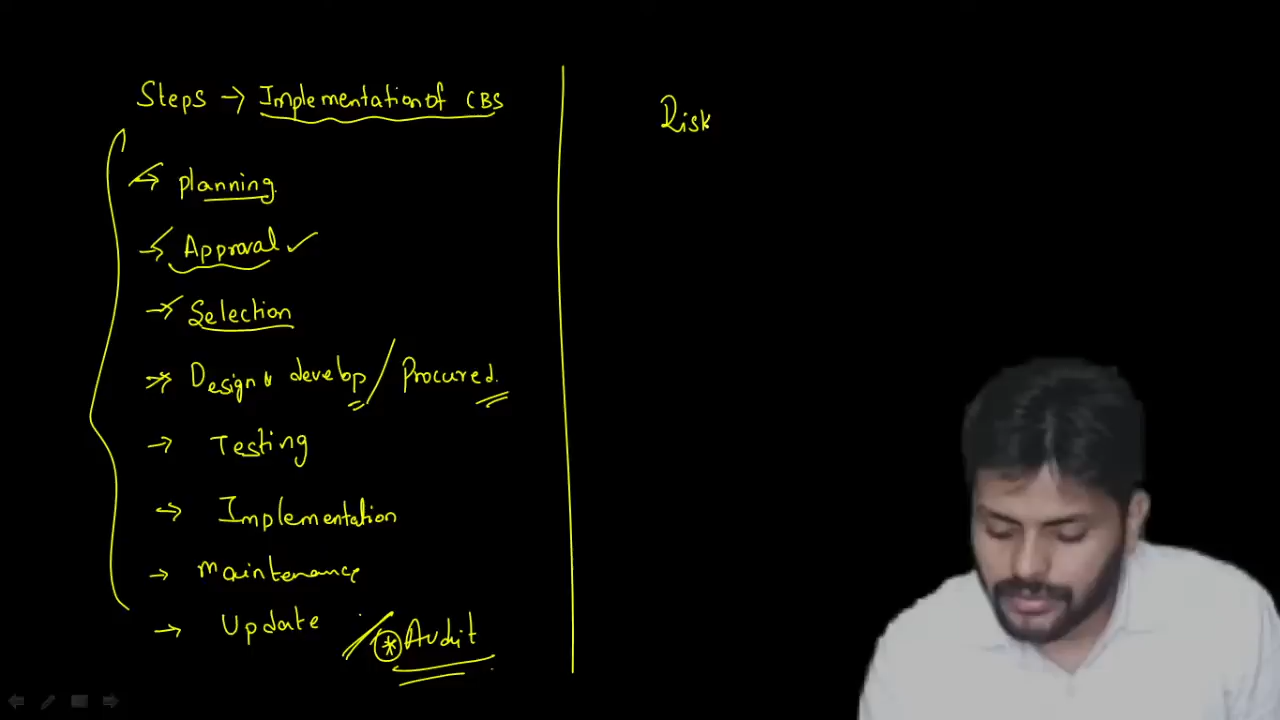 Steps → Implementation of CBS
→ planning
→ Approval ✓
→ Selection
→ Design & develop / Procured.
→ Testing
→ Implementation
→ maintenance
→ Update
* Audit
Risk